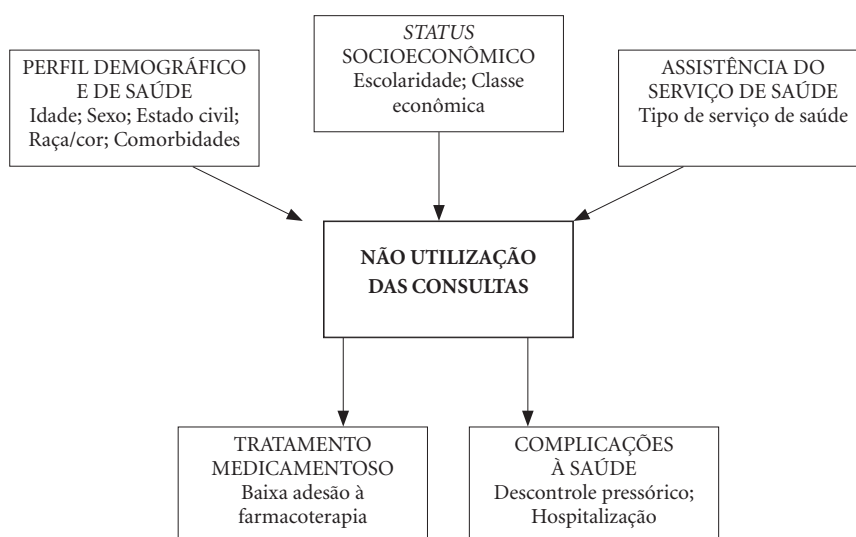 PERFIL DEMOGRÁFICO
E DE SAÚDE
Idade; Sexo; Estado civil;
Raça/cor; Comorbidades
STATUS
SOCIOECONÔMICO
Escolaridade; Classe
econômica
ASSISTÊNCIA DO
SERVIÇO DE SAÚDE
Tipo de serviço de saúde
NÃO UTILIZAÇÃO
DAS CONSULTAS
TRATAMENTO
MEDICAMENTOSO
Baixa adesão à
farmacoterapia
COMPLICAÇÕES
À SAÚDE
Descontrole pressórico;
Hospitalização